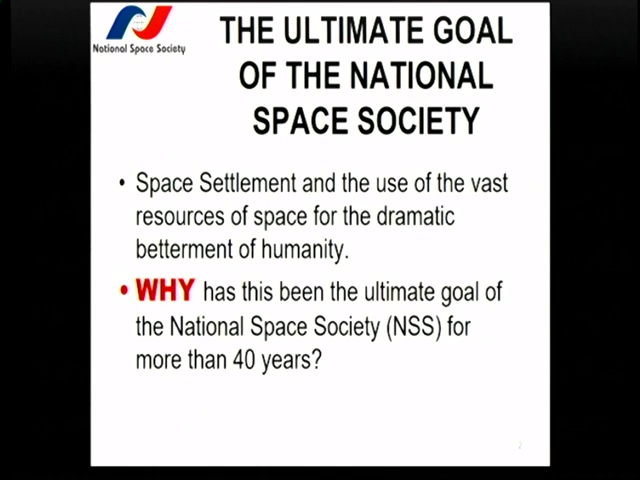 National Space Society
THE ULTIMATE GOAL
OF THE NATIONAL
SPACE SOCIETY
• Space Settlement and the use of the vast
resources of space for the dramatic
betterment of humanity.
• WHY has this been the ultimate goal of
the National Space Society (NSS) for
more than 40 years?
2